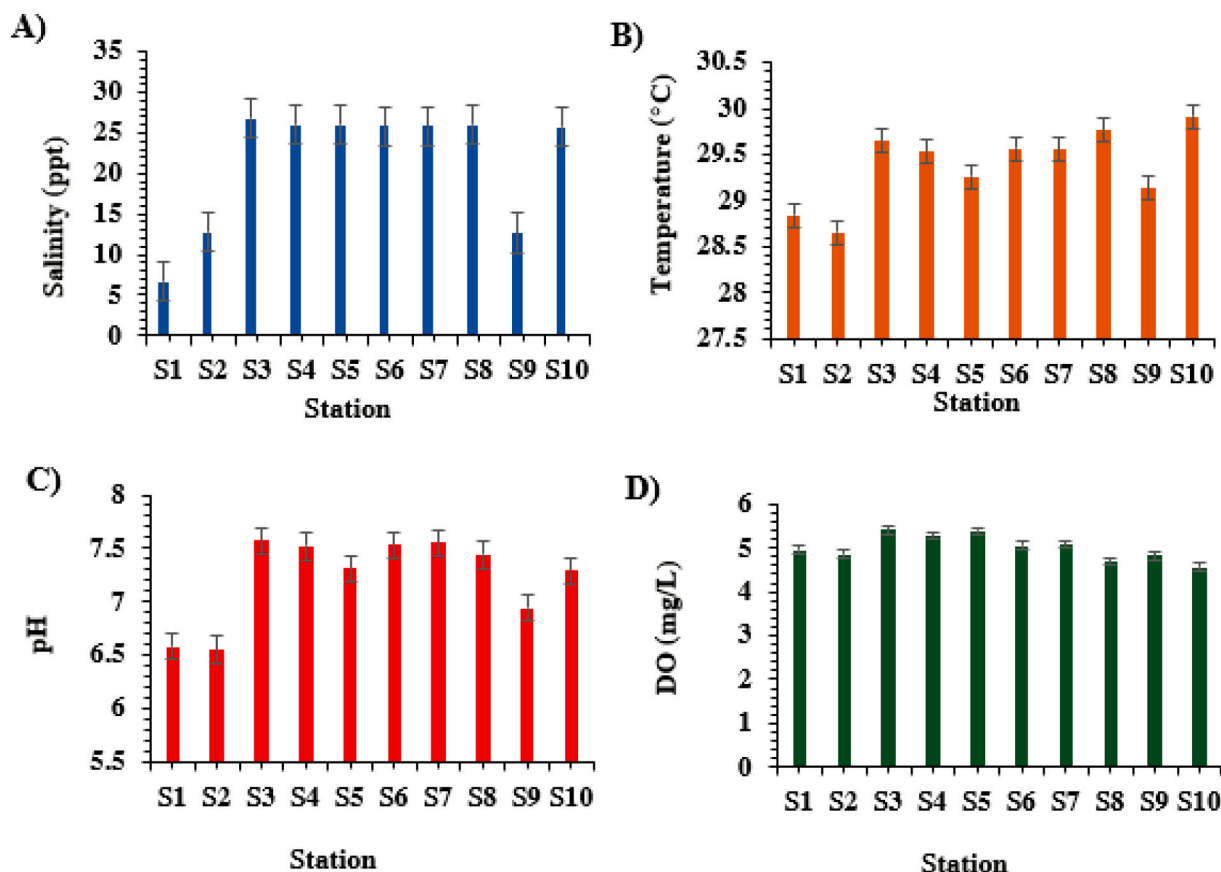 A)
Salinity (ppt)
35
30
25
20
15
10
5
0
S1 S2 S3 S4 S5 S6 S7 S8 S9 S10
Station
B)
Temperature (°C)
30.5
30
29.5
29
28.5
28
27.5
S1 S2 S3 S4 S5 S6 S7 S8 S9 S10
Station
C)
pH
8
7.5
7
6.5
6
5.5
S1 S2 S3 S4 S5 S6 S7 S8 S9 S10
Station
D)
DO (mg/L)
6
5
4
3
2
1
0
S1 S2 S3 S4 S5 S6 S7 S8 S9 S10
Station